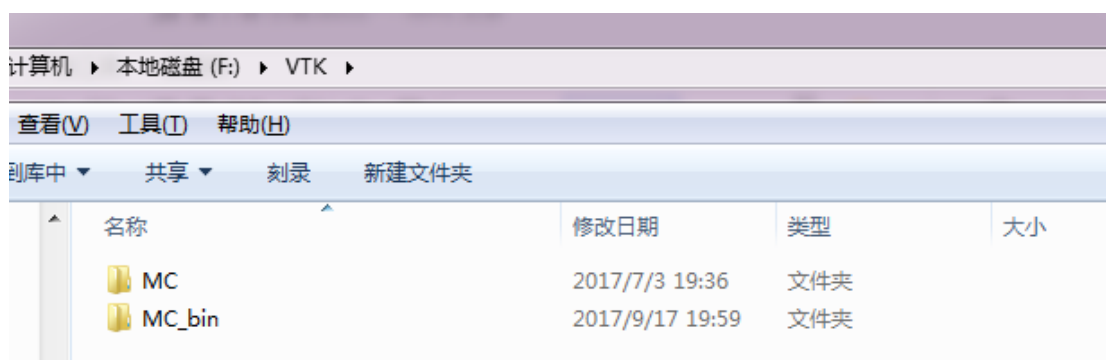 计算机 ▸ 本地磁盘 (F:) ▸ VTK ▸
查看(V) 工具(T) 帮助(H)
到库中 ▾ 共享 ▾ 刻录 新建文件夹
名称 修改日期 类型 大小
MC 2017/7/3 19:36 文件夹
MC_bin 2017/9/17 19:59 文件夹